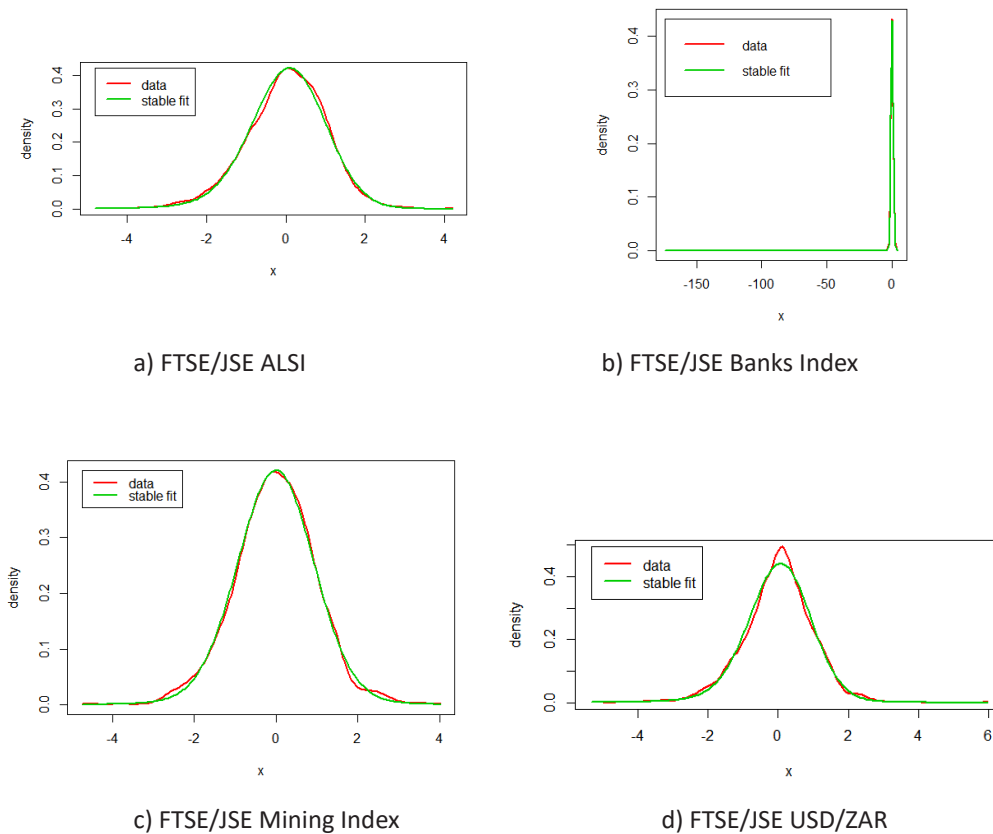 data
stable fit
density
0.0 0.1 0.2 0.3 0.4
-4 -2 0 2 4
x
a) FTSE/JSE ALSI
data
stable fit
density
0.0 0.1 0.2 0.3 0.4
-150 -100 -50 0
x
b) FTSE/JSE Banks Index
data
stable fit
density
0.0 0.1 0.2 0.3 0.4
-4 -2 0 2 4
x
c) FTSE/JSE Mining Index
data
stable fit
density
0.0 0.2 0.4
-4 -2 0 2 4 6
x
d) FTSE/JSE USD/ZAR